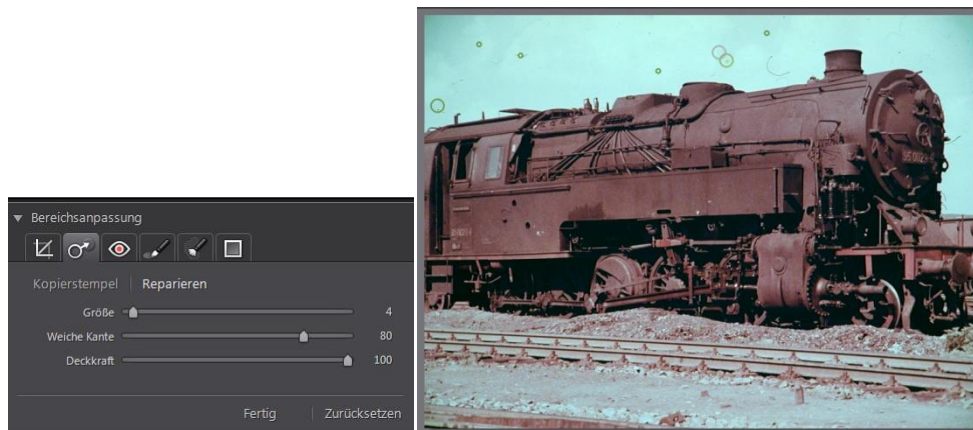 Bereichsanpassung
Kopierstempel | Reparieren
Größe 4
Weiche Kante 80
Deckkraft 100
Fertig | Zurücksetzen